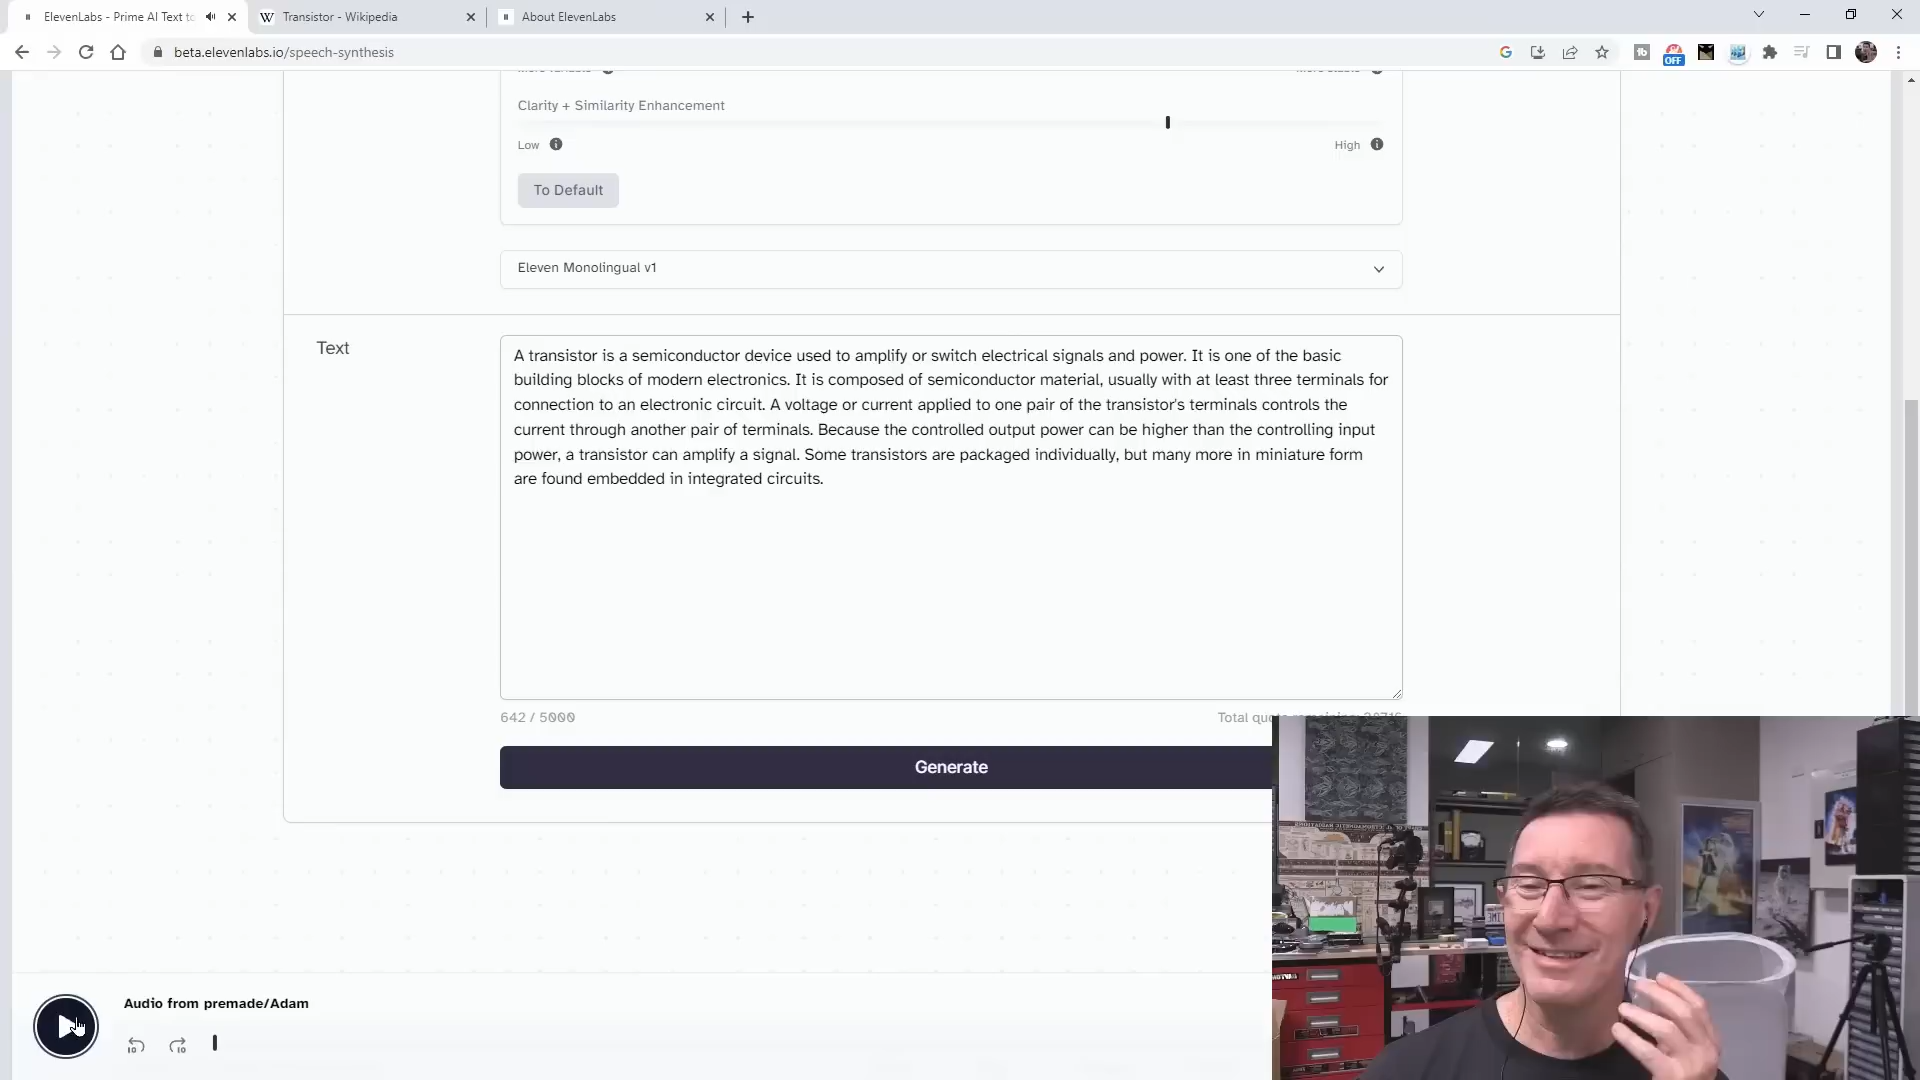 ElevenLabs - Prime AI Text to
Transistor - Wikipedia
About ElevenLabs
beta.elevenlabs.io/speech-synthesis
OFF
Clarity + Similarity Enhancement
Low
High
To Default
Eleven Monolingual v1
Text
A transistor is a semiconductor device used to amplify or switch electrical signals and power. It is one of the basic
building blocks of modern electronics. It is composed of semiconductor material, usually with at least three terminals for
connection to an electronic circuit. A voltage or current applied to one pair of the transistor's terminals controls the
current through another pair of terminals. Because the controlled output power can be higher than the controlling input
power, a transistor can amplify a signal. Some transistors are packaged individually, but many more in miniature form
are found embedded in integrated circuits.
642 / 5000
Total
Generate
Audio from premade/Adam
10
10